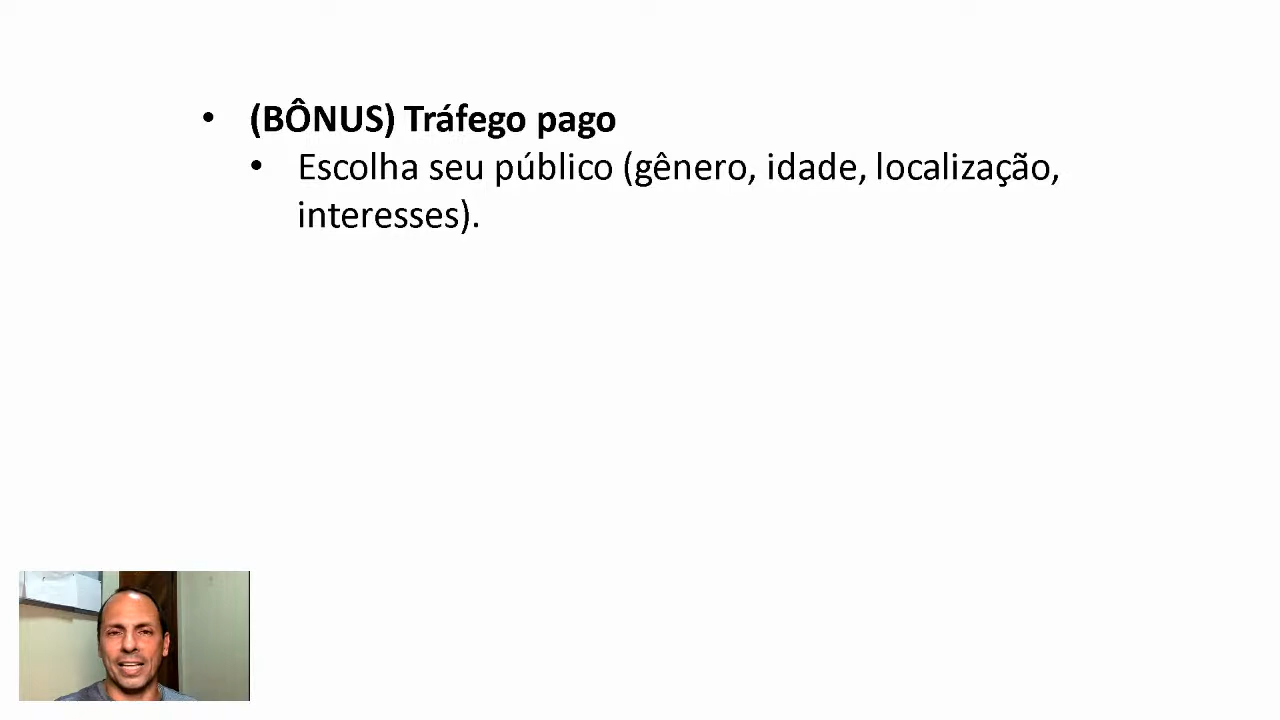 • (BÔNUS) Tráfego pago
• Escolha seu público (gênero, idade, localização,
interesses).